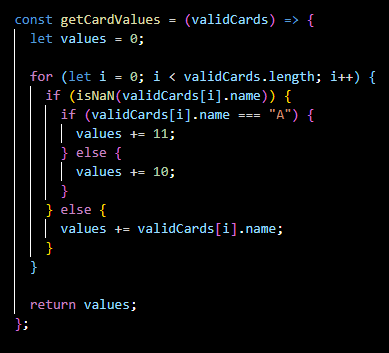 const getCardValues = (validCards) => {
  let values = 0;

  for (let i = 0; i < validCards.length; i++) {
    if (isNaN(validCards[i].name)) {
      if (validCards[i].name === "A") {
        values += 11;
      } else {
        values += 10;
      }
    } else {
      values += validCards[i].name;
    }
  }

  return values;
};